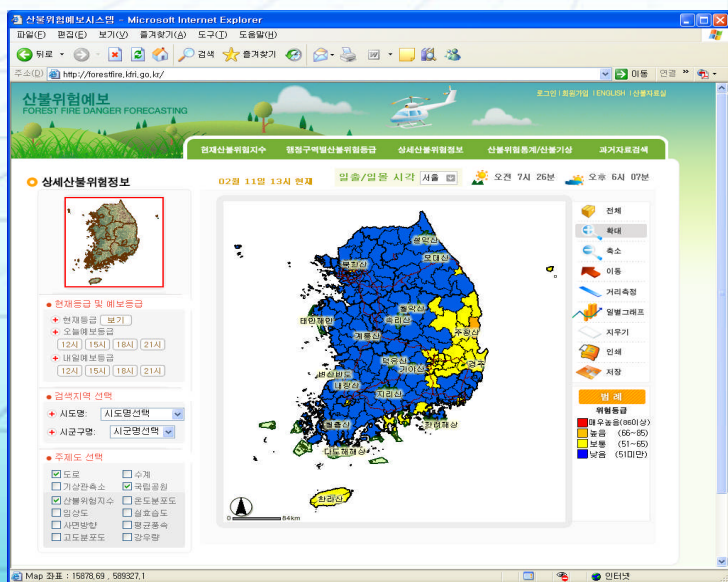 산불위험예보시스템 - Microsoft Internet Explorer
파일(F) 편집(E) 보기(V) 즐겨찾기(A) 도구(T) 도움말(H)
뒤로 검색 즐겨찾기
주소(D) http://forestfire.kfri.go.kr/ 이동 연결 »
산불위험예보
FOREST FIRE DANGER FORECASTING
로그인 | 회원가입 | ENGLISH | 산불자료실
현재산불위험지수 행정구역별산불위험등급 상세산불위험정보 산불위험통계/산불기상 과거자료검색
상세산불위험정보
02월 11일 13시 현재 일출/일몰 시각 서울 오전 7시 26분 오후 6시 07분
현재등급 및 예보등급
현재등급 보기
오늘예보등급
12시 15시 18시 21시
내일예보등급
12시 15시 18시 21시
검색지역 선택
시도명: 시도명선택
시군구명: 시군명선택
주제도 선택
도로 수계
기상관측소 국립공원
산불위험지수 온도분포도
임상도 실효습도
사면방향 평균풍속
고도분포도 강우량
설악산
오대산
북한산
월악산
태안해안
속리산
계룡산
주왕산
경주
덕유산
가야산
변산반도
내장산
지리산
월출산
한려해상
다도해해상
한라산
0 84km
전체
확대
축소
이동
거리측정
일별그래프
지우기
인쇄
저장
범 례
위험등급
매우높음(86이상)
높음 (66~85)
보통 (51~65)
낮음 (51미만)
Map 좌표 : 15878,69 , 589327,1 인터넷